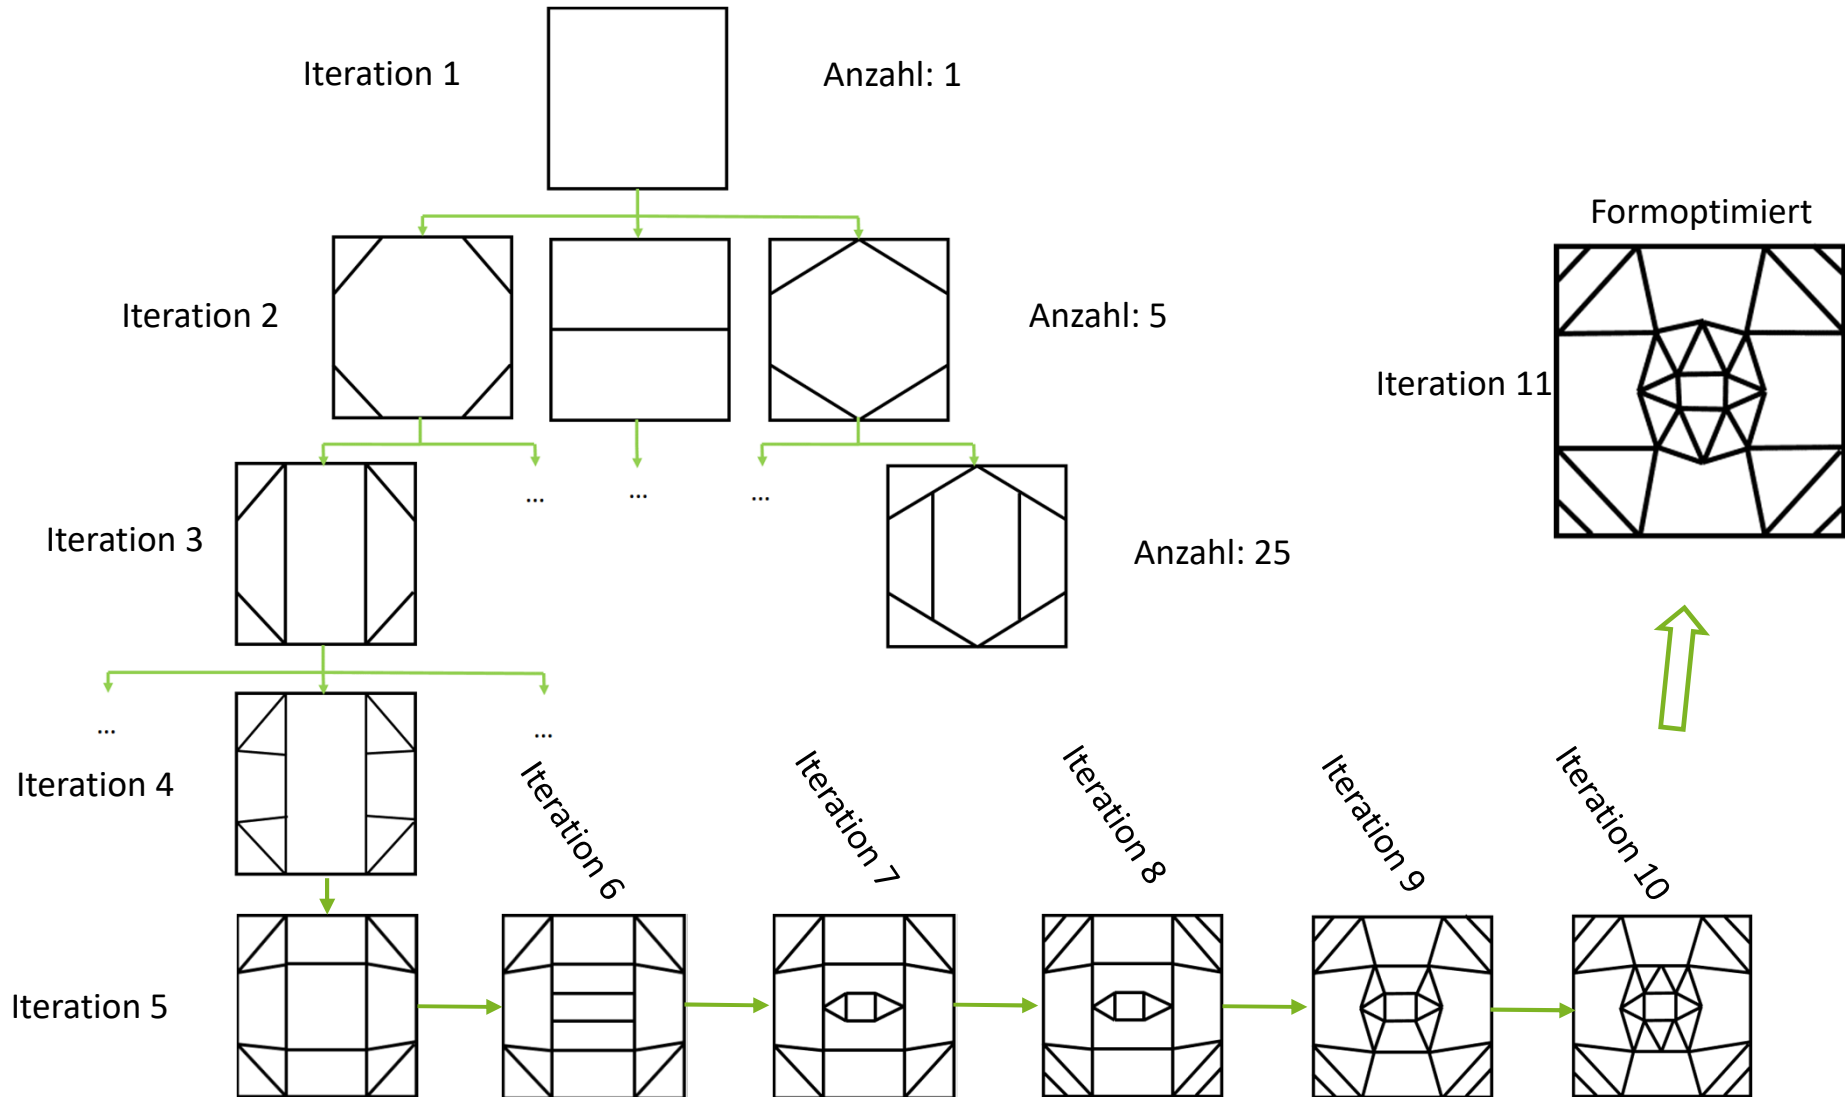 Iteration 1
Anzahl: 1
Formoptimiert
Iteration 2
Anzahl: 5
Iteration 11
...
...
...
Iteration 3
Anzahl: 25
...
...
Iteration 4
Iteration 6
Iteration 7
Iteration 8
Iteration 9
Iteration 10
Iteration 5